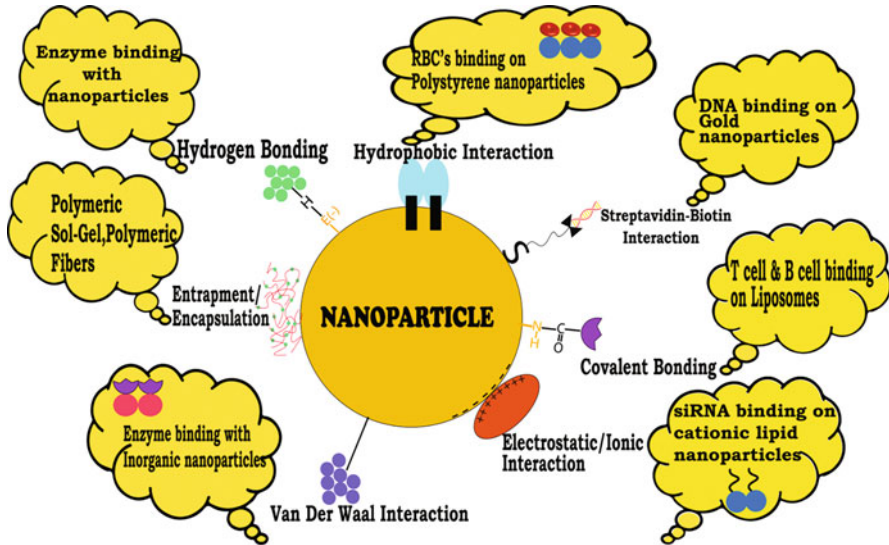 Enzyme binding
with
nanoparticles
Hydrogen Bonding
RBC's binding on
Polystyrene nanoparticles
Hydrophobic Interaction
DNA binding on
Gold
nanoparticles
Streptavidin-Biotin
Interaction
Polymeric
Sol-Gel,Polymeric
Fibers
Entrapment/
Encapsulation
H
E(-)
NANOPARTICLE
N
H
C
O
T cell & B cell binding
on Liposomes
Covalent Bonding
Enzyme binding with
Inorganic nanoparticles
Van Der Waal Interaction
- - - - - -
++++++
Electrostatic/Ionic
Interaction
siRNA binding on
cationic lipid
nanoparticles